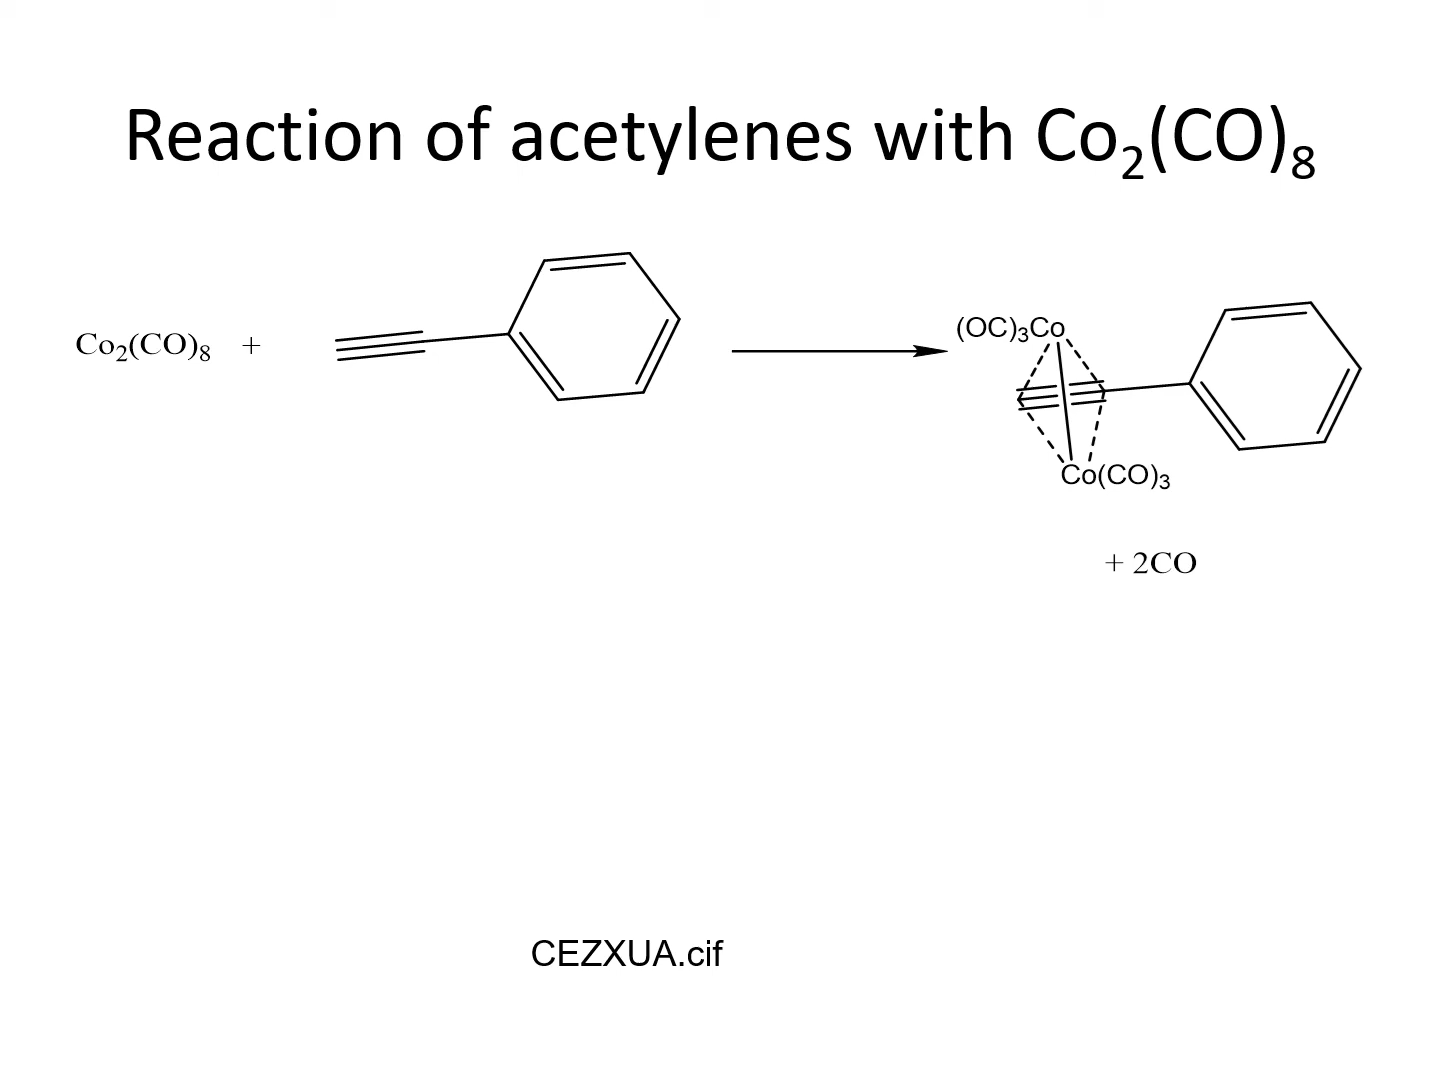 Reaction of acetylenes with Co₂(CO)₈
(OC)₃Co
Co₂(CO)₈ +
Co(CO)₃
+ 2CO
CEZXUA.cif